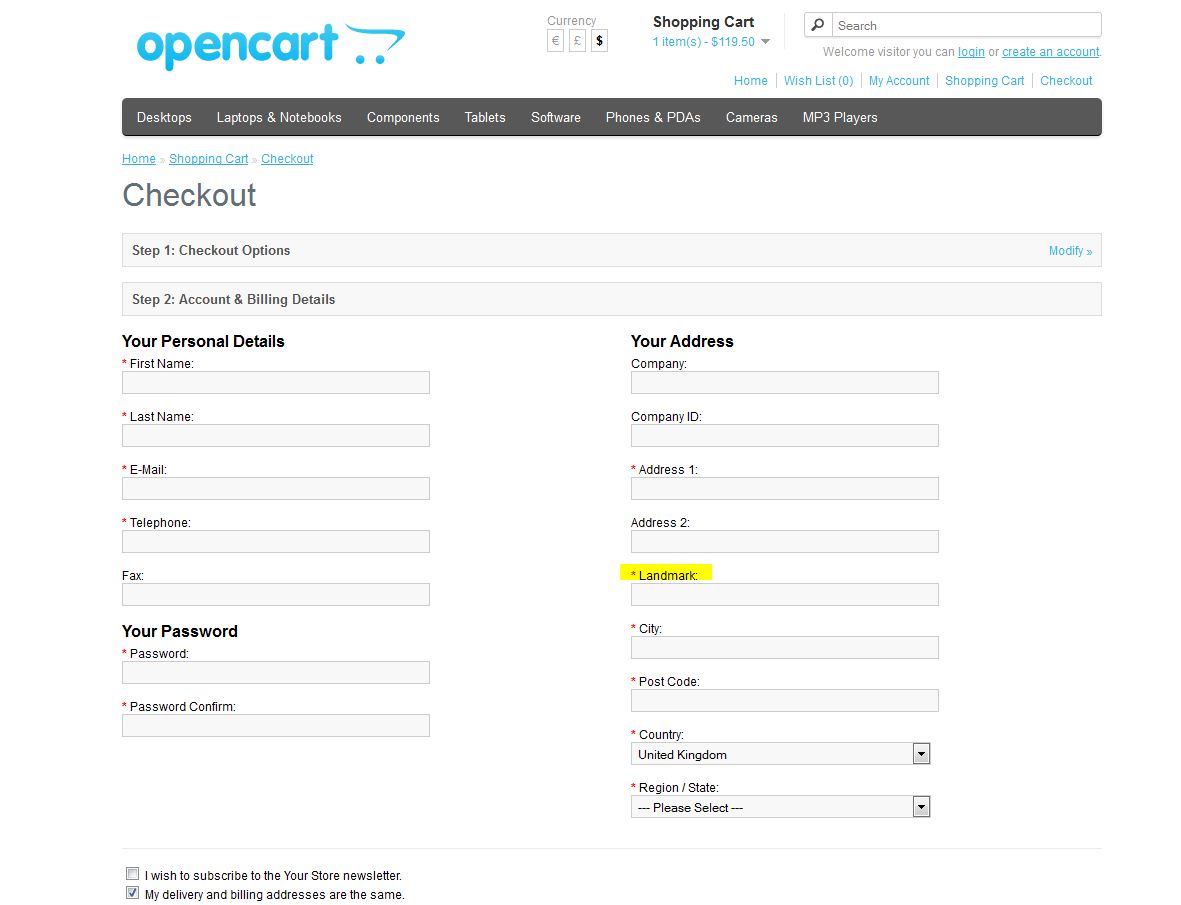 opencart
Currency
€ £ $
Shopping Cart
1 item(s) - $119.50
Search
Welcome visitor you can login or create an account.
Home Wish List (0) My Account Shopping Cart Checkout
Desktops Laptops & Notebooks Components Tablets Software Phones & PDAs Cameras MP3 Players
Home » Shopping Cart » Checkout
Checkout
Step 1: Checkout Options Modify »
Step 2: Account & Billing Details
Your Personal Details
* First Name:
* Last Name:
* E-Mail:
* Telephone:
Fax:
Your Password
* Password:
* Password Confirm:
Your Address
Company:
Company ID:
* Address 1:
Address 2:
* Landmark:
* City:
* Post Code:
* Country:
United Kingdom
* Region / State:
--- Please Select ---
I wish to subscribe to the Your Store newsletter.
My delivery and billing addresses are the same.